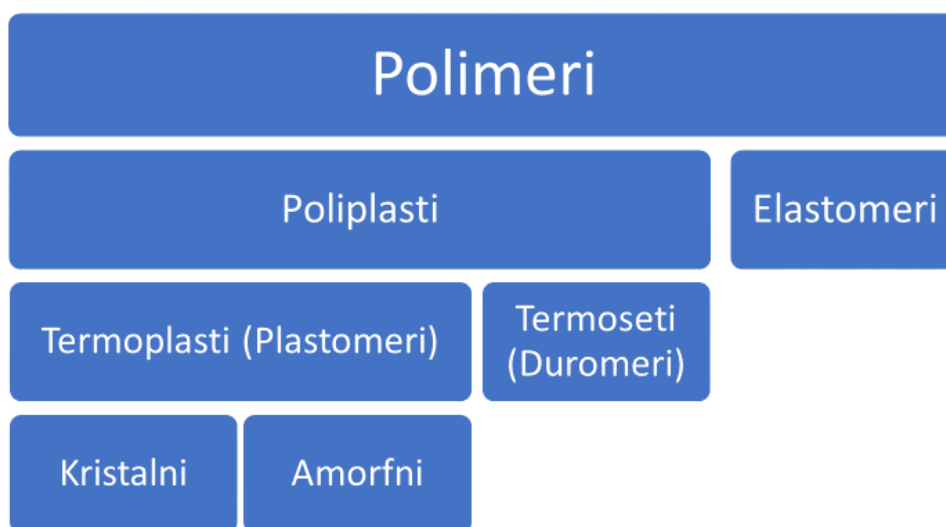 Polimeri
Poliplasti
Elastomeri
Termoplasti (Plastomeri)
Termoseti
(Duromeri)
Kristalni
Amorfni